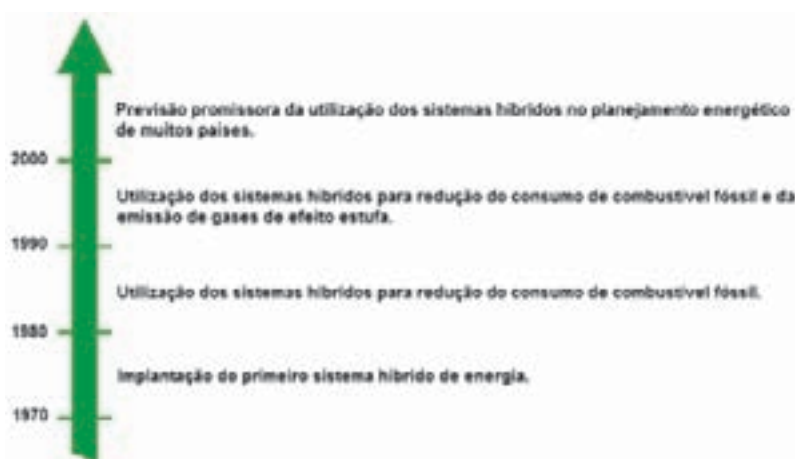 Previsão promissora da utilização dos sistemas híbridos no planejamento energético
de muitos países.
2000
Utilização dos sistemas híbridos para redução do consumo de combustível fóssil e da
emissão de gases de efeito estufa.
1990
Utilização dos sistemas híbridos para redução do consumo de combustível fóssil.
1980
Implantação do primeiro sistema híbrido de energia.
1970